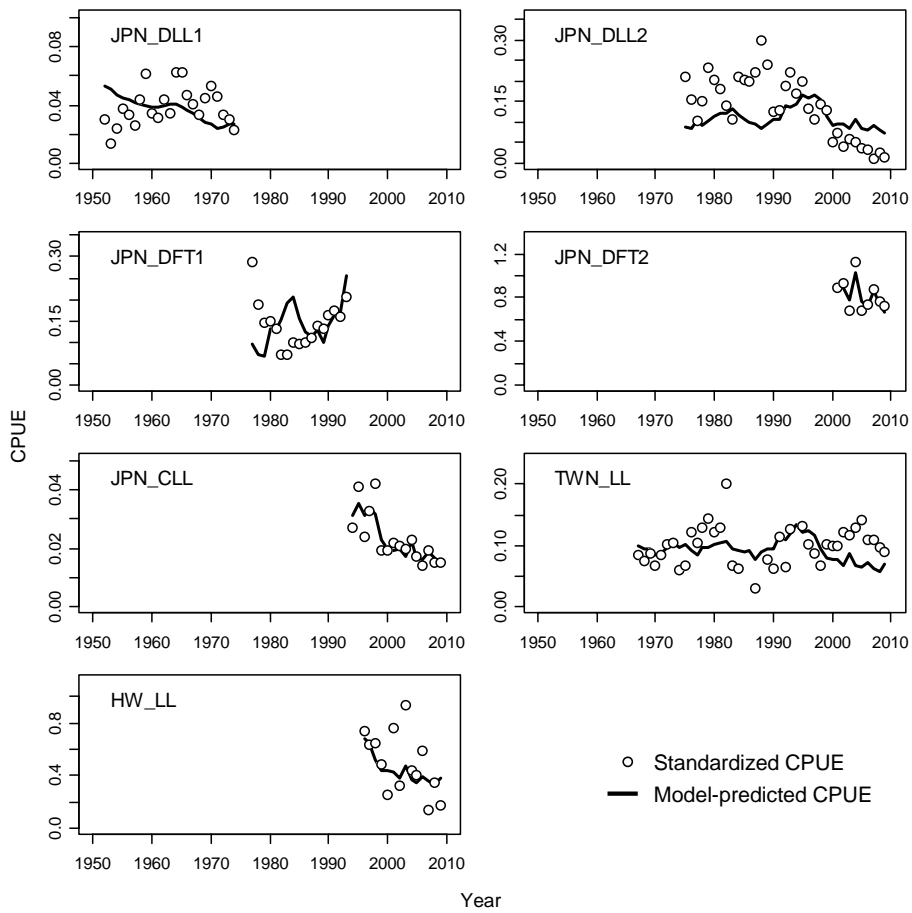 JPN_DLL1
0.00 0.04 0.08
1950 1960 1970 1980 1990 2000 2010
JPN_DLL2
0.00 0.15 0.30
1950 1960 1970 1980 1990 2000 2010
JPN_DFT1
0.00 0.15 0.30
1950 1960 1970 1980 1990 2000 2010
JPN_DFT2
0.0 0.4 0.8 1.2
1950 1960 1970 1980 1990 2000 2010
CPUE
JPN_CLL
0.00 0.02 0.04
1950 1960 1970 1980 1990 2000 2010
TWN_LL
0.00 0.10 0.20
1950 1960 1970 1980 1990 2000 2010
HW_LL
0.0 0.4 0.8
1950 1960 1970 1980 1990 2000 2010
Standardized CPUE
Model-predicted CPUE
Year